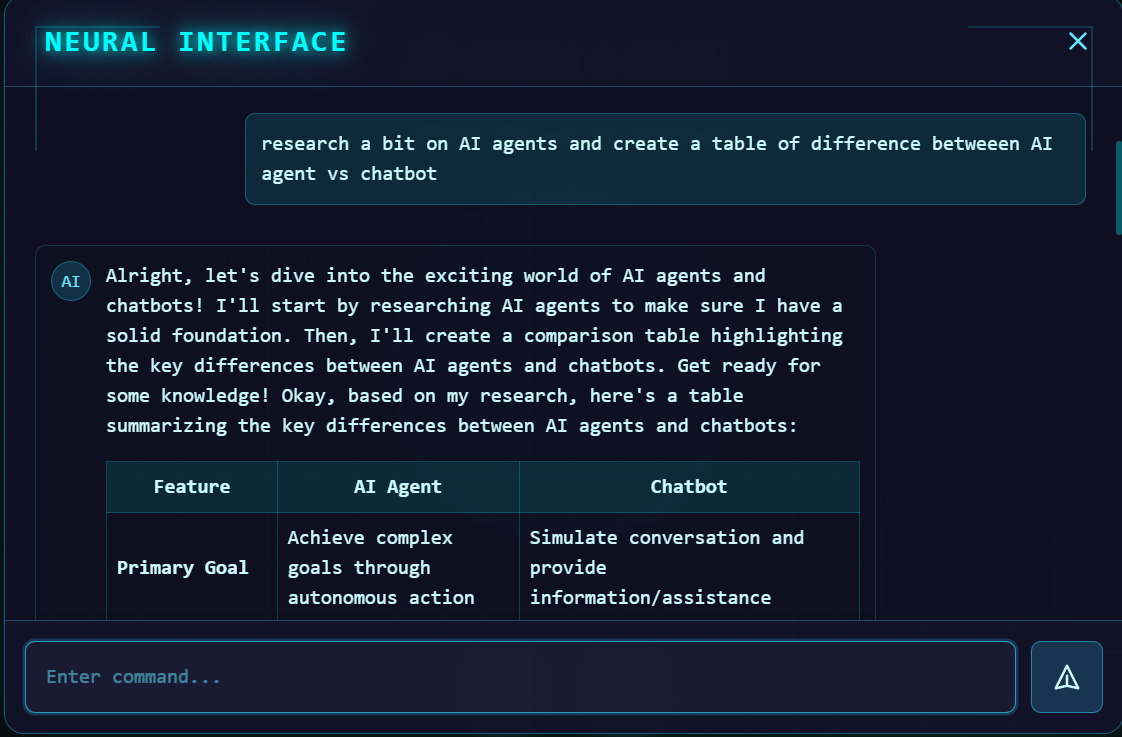 NEURAL INTERFACE
research a bit on AI agents and create a table of difference betweeen AI
agent vs chatbot
AI
Alright, let's dive into the exciting world of AI agents and
chatbots! I'll start by researching AI agents to make sure I have a
solid foundation. Then, I'll create a comparison table highlighting
the key differences between AI agents and chatbots. Get ready for
some knowledge! Okay, based on my research, here's a table
summarizing the key differences between AI agents and chatbots:
Feature AI Agent Chatbot
Primary Goal
Achieve complex
goals through
autonomous action
Simulate conversation and
provide
information/assistance
Enter command...